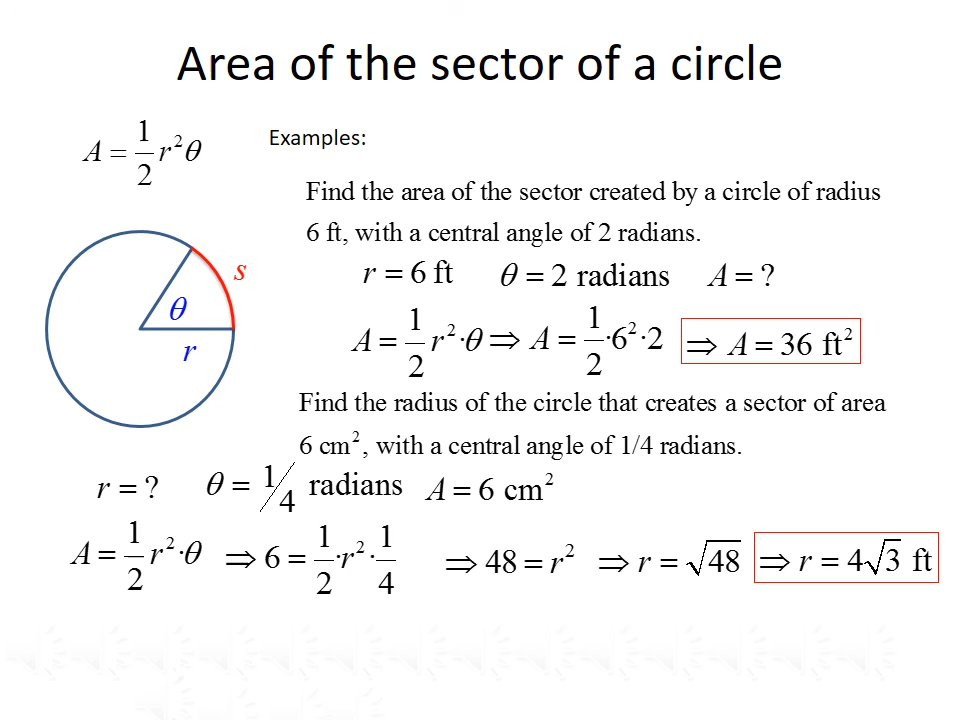 Area of the sector of a circle
A = 1/2 r²θ
Examples:
Find the area of the sector created by a circle of radius
6 ft, with a central angle of 2 radians.
r = 6 ft θ = 2 radians A = ?
s
θ
r
A = 1/2 r²·θ ⇒ A = 1/2·6²·2 ⇒ A = 36 ft²
Find the radius of the circle that creates a sector of area
6 cm², with a central angle of 1/4 radians.
r = ? θ = 1/4 radians A = 6 cm²
A = 1/2 r²·θ ⇒ 6 = 1/2·r²·1/4 ⇒ 48 = r² ⇒ r = √48 ⇒ r = 4√3 ft